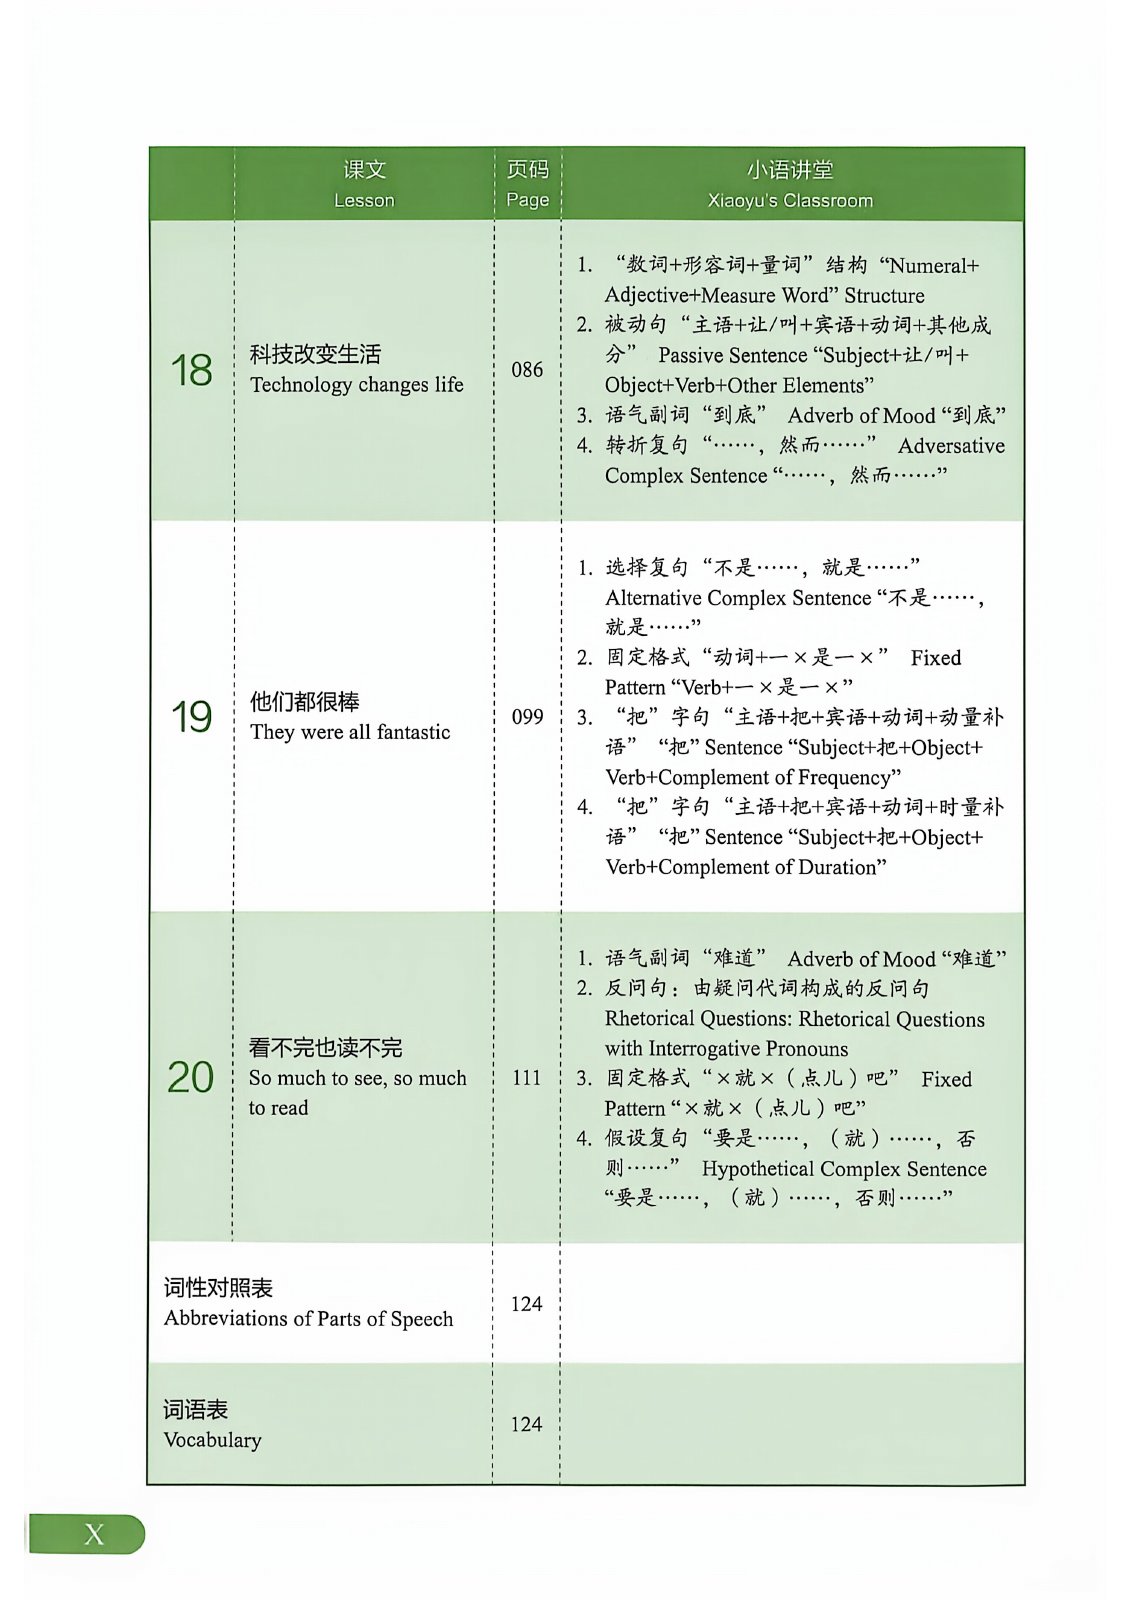 课文
Lesson
页码
Page
小语讲堂
Xiaoyu's Classroom
18
科技改变生活
Technology changes life
086
1. “数词+形容词+量词”结构 “Numeral+
Adjective+Measure Word” Structure
2. 被动句“主语+让/叫+宾语+动词+其他成
分” Passive Sentence “Subject+让/叫+
Object+Verb+Other Elements”
3. 语气副词“到底” Adverb of Mood “到底”
4. 转折复句“……，然而……” Adversative
Complex Sentence “……，然而……”
19
他们都很棒
They were all fantastic
099
1. 选择复句“不是……，就是……”
Alternative Complex Sentence “不是……，
就是……”
2. 固定格式“动词+一×是一×” Fixed
Pattern “Verb+一×是一×”
3. “把”字句“主语+把+宾语+动词+动量补
语” “把” Sentence “Subject+把+Object+
Verb+Complement of Frequency”
4. “把”字句“主语+把+宾语+动词+时量补
语” “把” Sentence “Subject+把+Object+
Verb+Complement of Duration”
20
看不完也读不完
So much to see, so much
to read
111
1. 语气副词“难道” Adverb of Mood “难道”
2. 反问句：由疑问代词构成的反问句
Rhetorical Questions: Rhetorical Questions
with Interrogative Pronouns
3. 固定格式“×就×（点儿）吧” Fixed
Pattern “×就×（点儿）吧”
4. 假设复句“要是……，（就）……，否
则……” Hypothetical Complex Sentence
“要是……，（就）……，否则……”
词性对照表
Abbreviations of Parts of Speech
124
词语表
Vocabulary
124
X